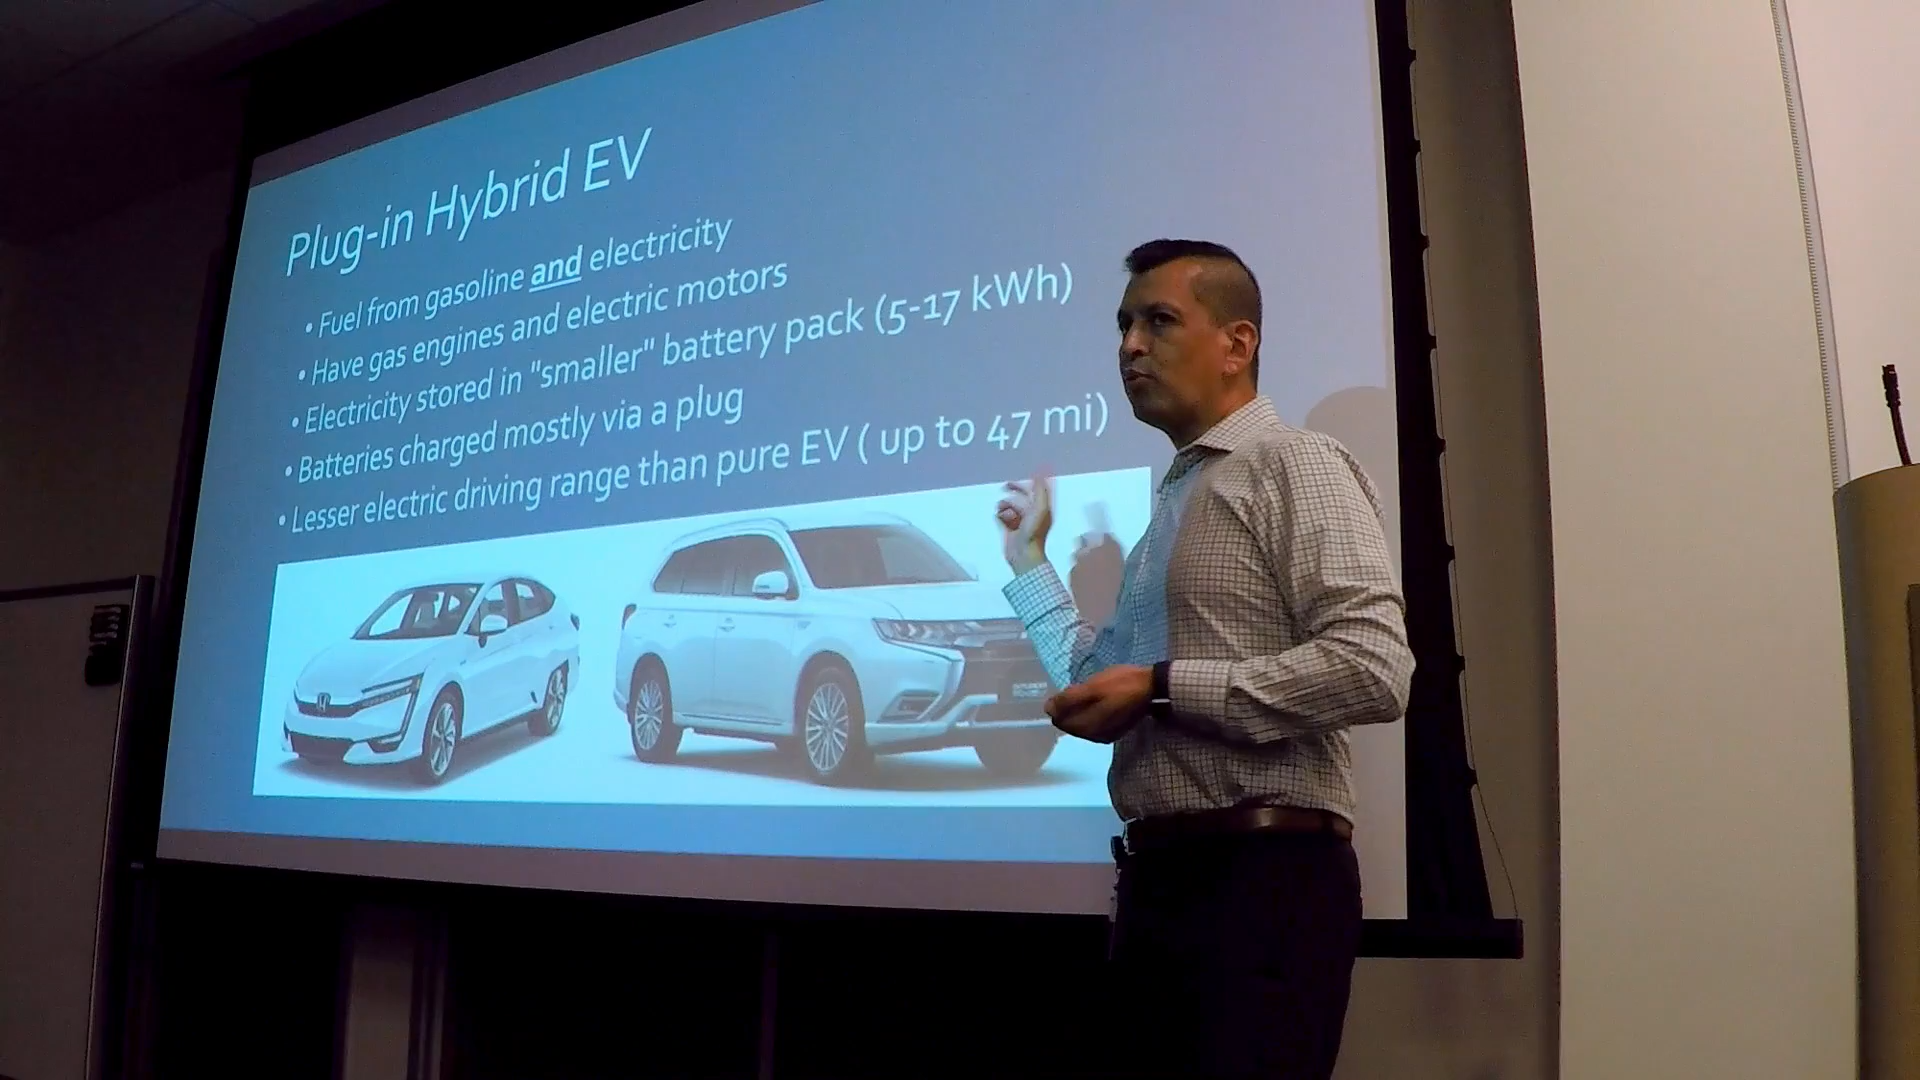 Plug-in Hybrid EV
• Fuel from gasoline and electricity
• Have gas engines and electric motors
• Electricity stored in "smaller" battery pack (5-17 kWh)
• Batteries charged mostly via a plug
• Lesser electric driving range than pure EV ( up to 47 mi)